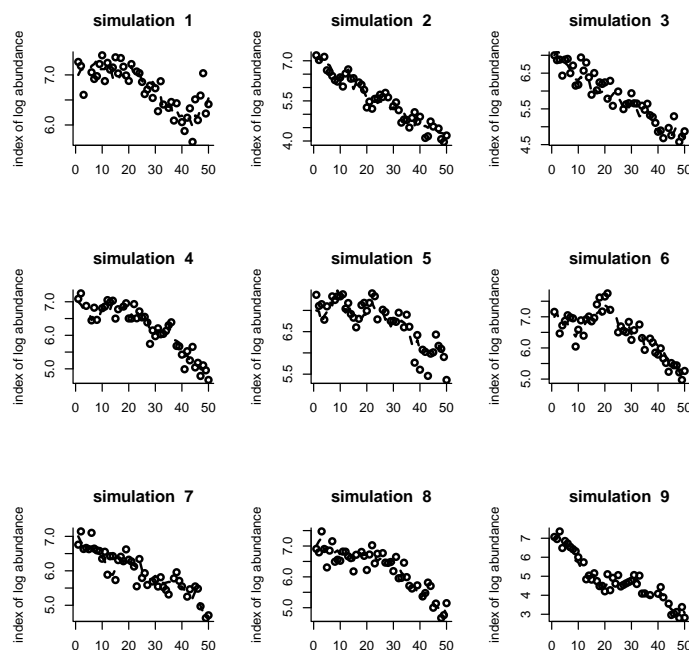 simulation 1
index of log abundance
7.0
6.0
0 10 20 30 40 50
simulation 2
index of log abundance
7.0
5.5
4.0
0 10 20 30 40 50
simulation 3
index of log abundance
6.5
5.5
4.5
0 10 20 30 40 50
simulation 4
index of log abundance
7.0
6.0
5.0
0 10 20 30 40 50
simulation 5
index of log abundance
6.5
5.5
0 10 20 30 40 50
simulation 6
index of log abundance
7.0
6.0
5.0
0 10 20 30 40 50
simulation 7
index of log abundance
7.0
6.0
5.0
0 10 20 30 40 50
simulation 8
index of log abundance
7.0
6.0
5.0
0 10 20 30 40 50
simulation 9
index of log abundance
7
6
5
4
3
0 10 20 30 40 50